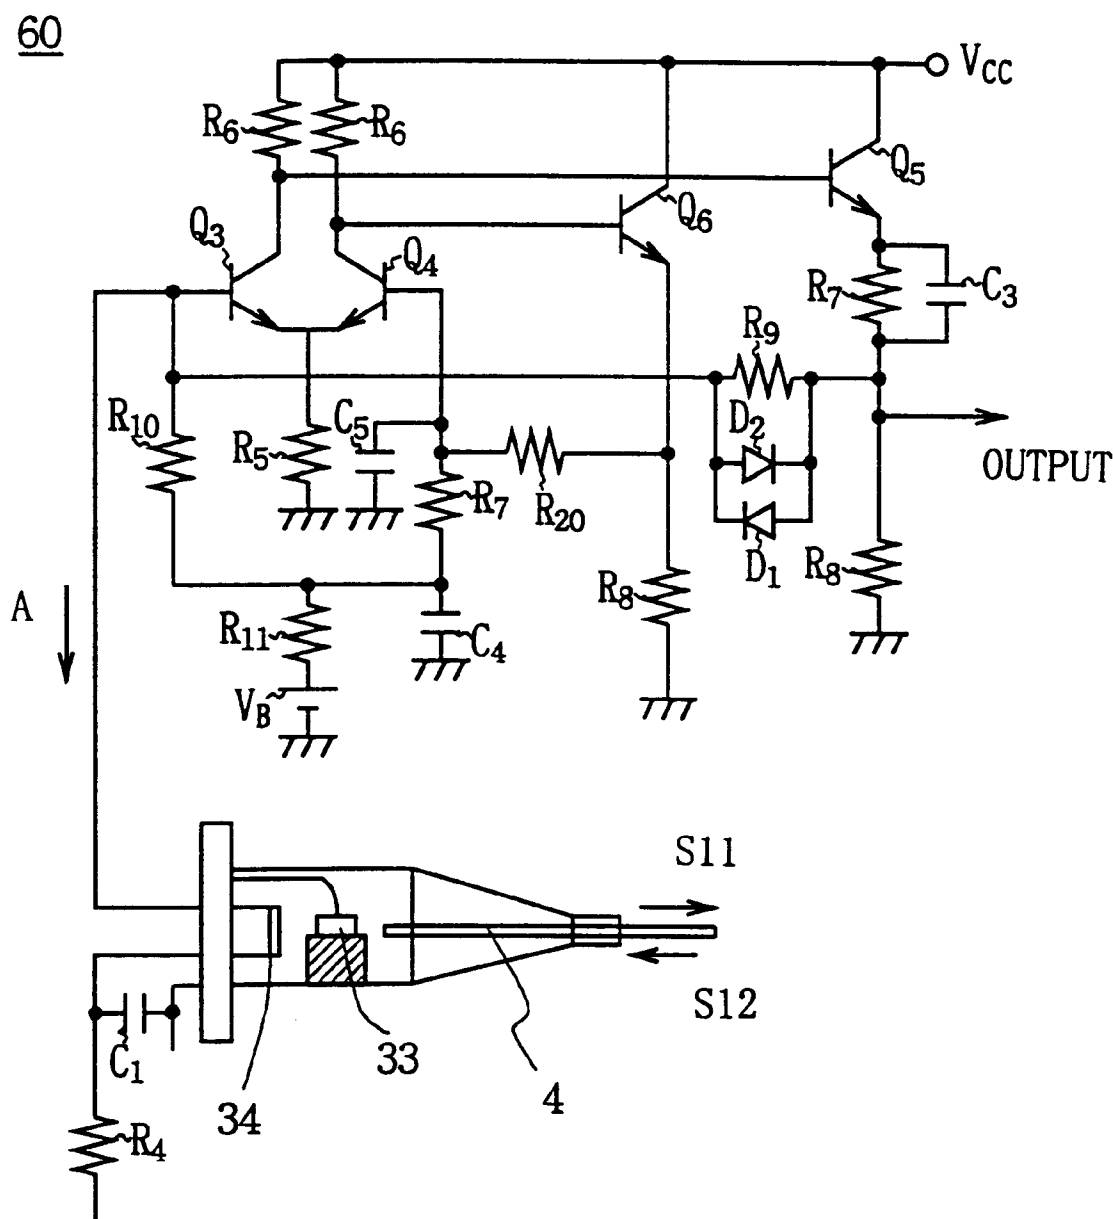 60
VCC
R6
R6
Q5
Q6
Q3
Q4
R7
C3
R9
R10
C5
D2
R5
R7
R20
OUTPUT
D1
R8
R8
A
R11
C4
VB
S11
S12
C1
33
34
4
R4